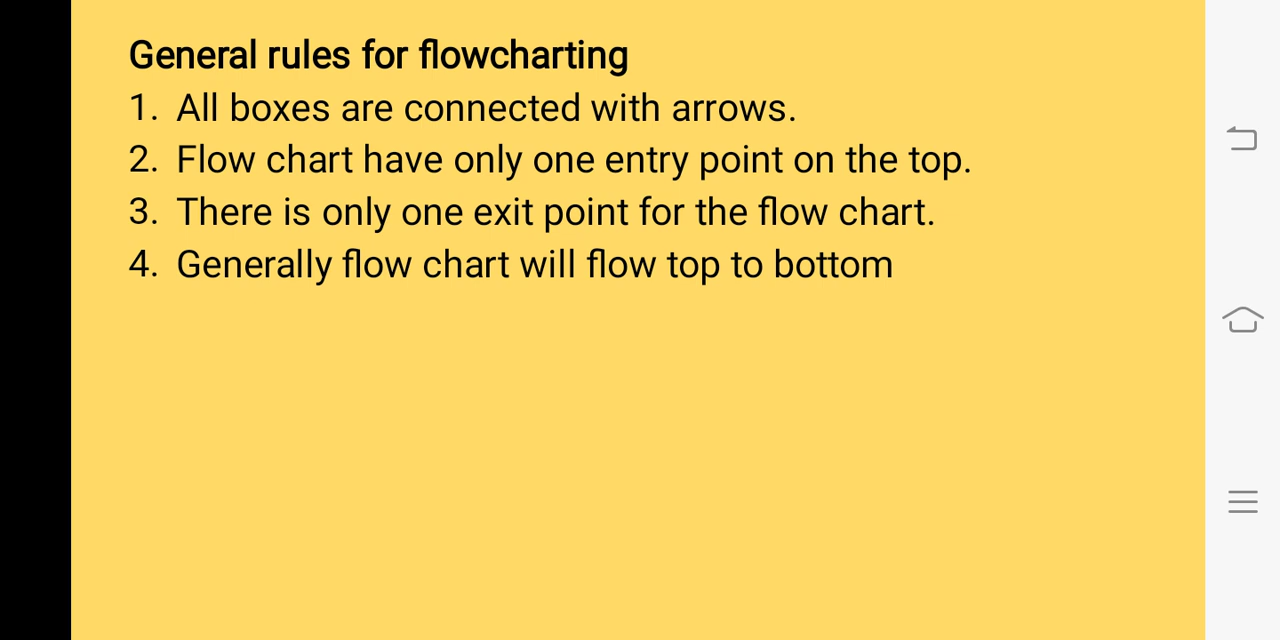 General rules for flowcharting
1. All boxes are connected with arrows.
2. Flow chart have only one entry point on the top.
3. There is only one exit point for the flow chart.
4. Generally flow chart will flow top to bottom